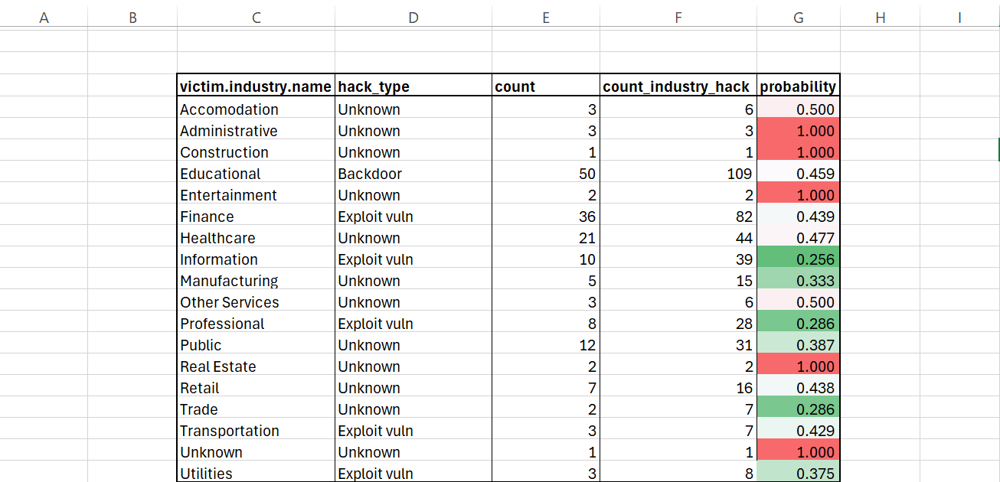 A B C D E F G H I
victim.industry.name hack_type count count_industry_hack probability
Accomodation Unknown 3 6 0.500
Administrative Unknown 3 3 1.000
Construction Unknown 1 1 1.000
Educational Backdoor 50 109 0.459
Entertainment Unknown 2 2 1.000
Finance Exploit vuln 36 82 0.439
Healthcare Unknown 21 44 0.477
Information Exploit vuln 10 39 0.256
Manufacturing Unknown 5 15 0.333
Other Services Unknown 3 6 0.500
Professional Exploit vuln 8 28 0.286
Public Unknown 12 31 0.387
Real Estate Unknown 2 2 1.000
Retail Unknown 7 16 0.438
Trade Unknown 2 7 0.286
Transportation Exploit vuln 3 7 0.429
Unknown Unknown 1 1 1.000
Utilities Exploit vuln 3 8 0.375